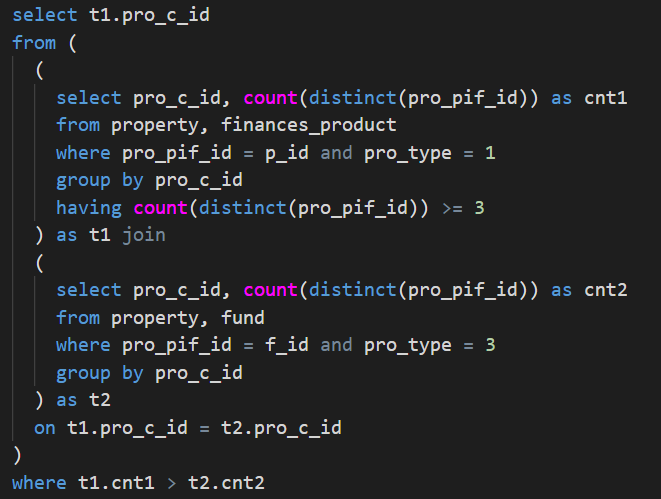 select t1.pro_c_id
from (
  (
    select pro_c_id, count(distinct(pro_pif_id)) as cnt1
    from property, finances_product
    where pro_pif_id = p_id and pro_type = 1
    group by pro_c_id
    having count(distinct(pro_pif_id)) >= 3
  ) as t1 join
  (
    select pro_c_id, count(distinct(pro_pif_id)) as cnt2
    from property, fund
    where pro_pif_id = f_id and pro_type = 3
    group by pro_c_id
  ) as t2
  on t1.pro_c_id = t2.pro_c_id
)
where t1.cnt1 > t2.cnt2